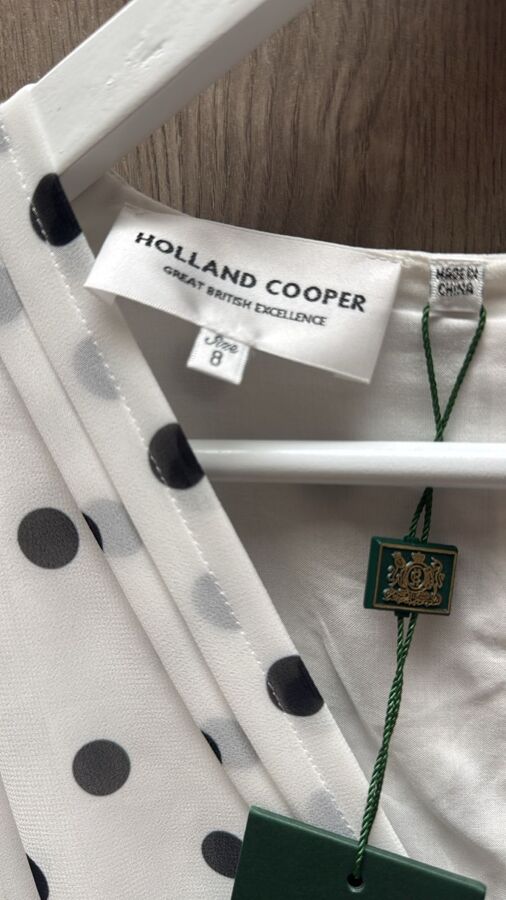 HOLLAND COOPER
GREAT BRITISH EXCELLENCE
Size
8
MADE IN
CHINA